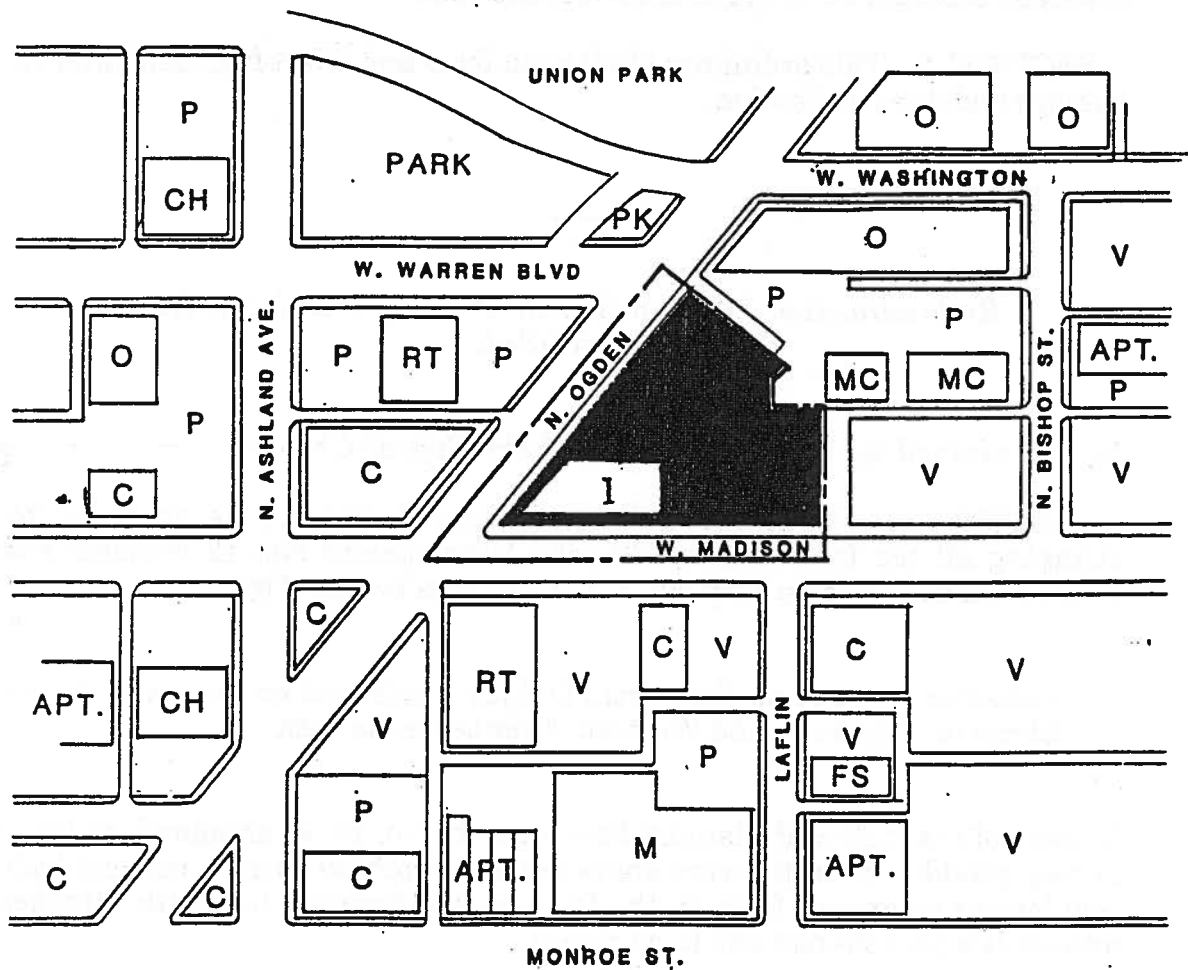 UNION PARK
P
O
O
PARK
CH
W. WASHINGTON
PK
O
V
W. WARREN BLVD
P
P
N. ASHLAND AVE.
O
P
RT
P
N. OGDEN
MC
MC
N. BISHOP ST.
APT.
P
P
C
C
I
V
V
W. MADISON
C
RT
V
C
V
C
V
APT.
CH
V
P
LAFLIN
V
FS
P
C
C
C
APT.
M
APT.
V
MONROE ST.